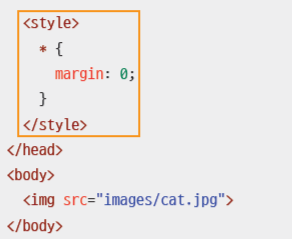 <style>
* {
margin: 0;
}
</style>
</head>
<body>
<img src="images/cat.jpg">
</body>